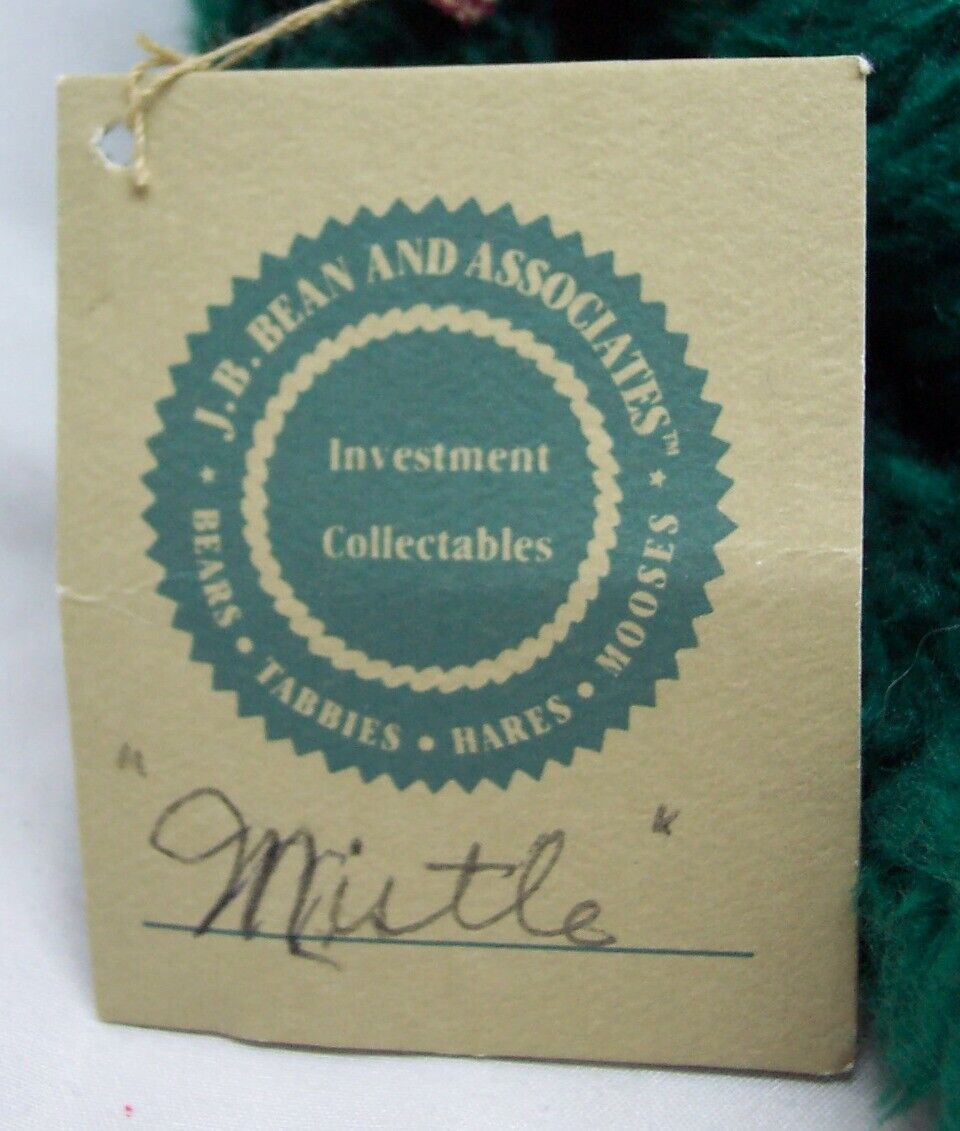 J.B. BEAN AND ASSOCIATES™
★ BEARS • TABBIES • HARES • MOOSES ★
Investment
Collectables
"Mistle"